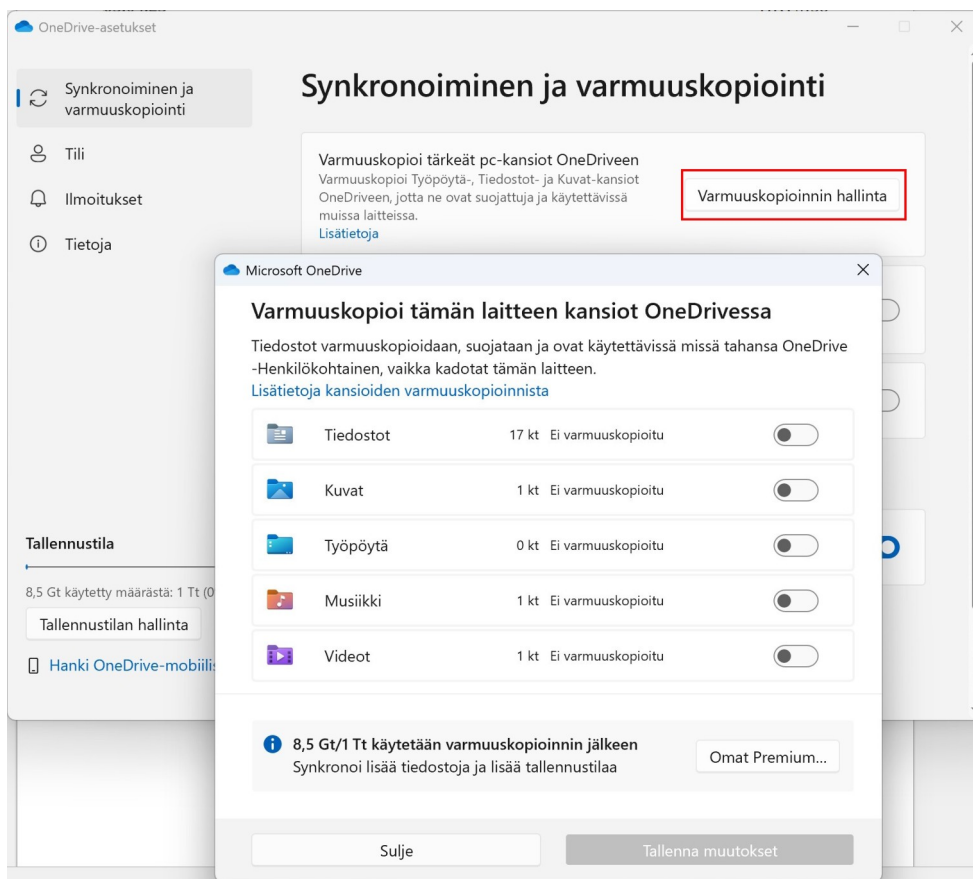 OneDrive-asetukset
Synkronoiminen ja
varmuuskopiointi
Tili
Ilmoitukset
Tietoja
Synkronoiminen ja varmuuskopiointi
Varmuuskopioi tärkeät pc-kansiot OneDriveen
Varmuuskopioi Työpöytä-, Tiedostot- ja Kuvat-kansiot
OneDriveen, jotta ne ovat suojattuja ja käytettävissä
muissa laitteissa.
Lisätietoja
Varmuuskopioinnin hallinta
Tallennustila
8,5 Gt käytetty määrästä: 1 Tt (0
Tallennustilan hallinta
Hanki OneDrive-mobiilis
Microsoft OneDrive
Varmuuskopioi tämän laitteen kansiot OneDrivessa
Tiedostot varmuuskopioidaan, suojataan ja ovat käytettävissä missä tahansa OneDrive
-Henkilökohtainen, vaikka kadotat tämän laitteen.
Lisätietoja kansioiden varmuuskopioinnista
Tiedostot 17 kt Ei varmuuskopioitu
Kuvat 1 kt Ei varmuuskopioitu
Työpöytä 0 kt Ei varmuuskopioitu
Musiikki 1 kt Ei varmuuskopioitu
Videot 1 kt Ei varmuuskopioitu
8,5 Gt/1 Tt käytetään varmuuskopioinnin jälkeen
Synkronoi lisää tiedostoja ja lisää tallennustilaa
Omat Premium...
Sulje
Tallenna muutokset